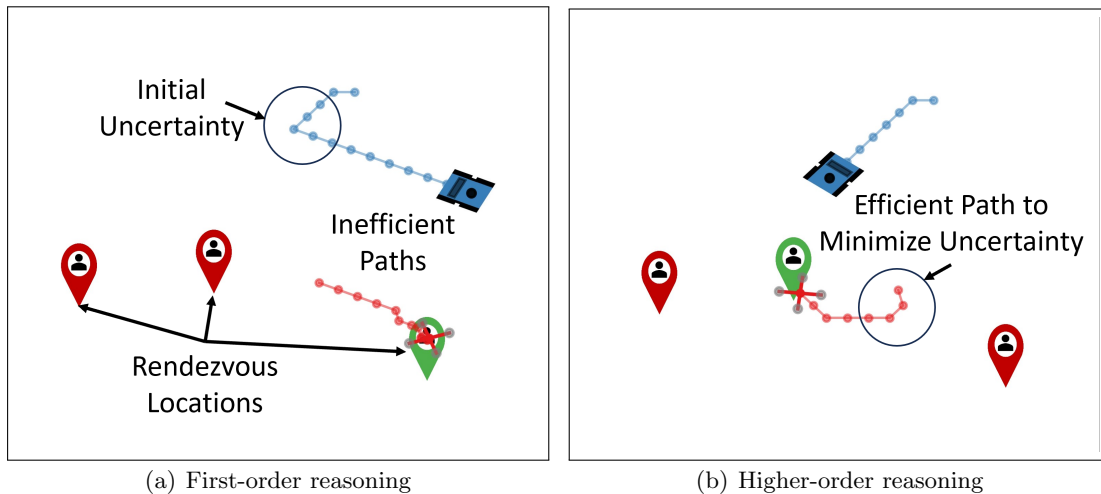 Initial
Uncertainty
Inefficient
Paths
Rendezvous
Locations
(a) First-order reasoning
Efficient Path to
Minimize Uncertainty
(b) Higher-order reasoning